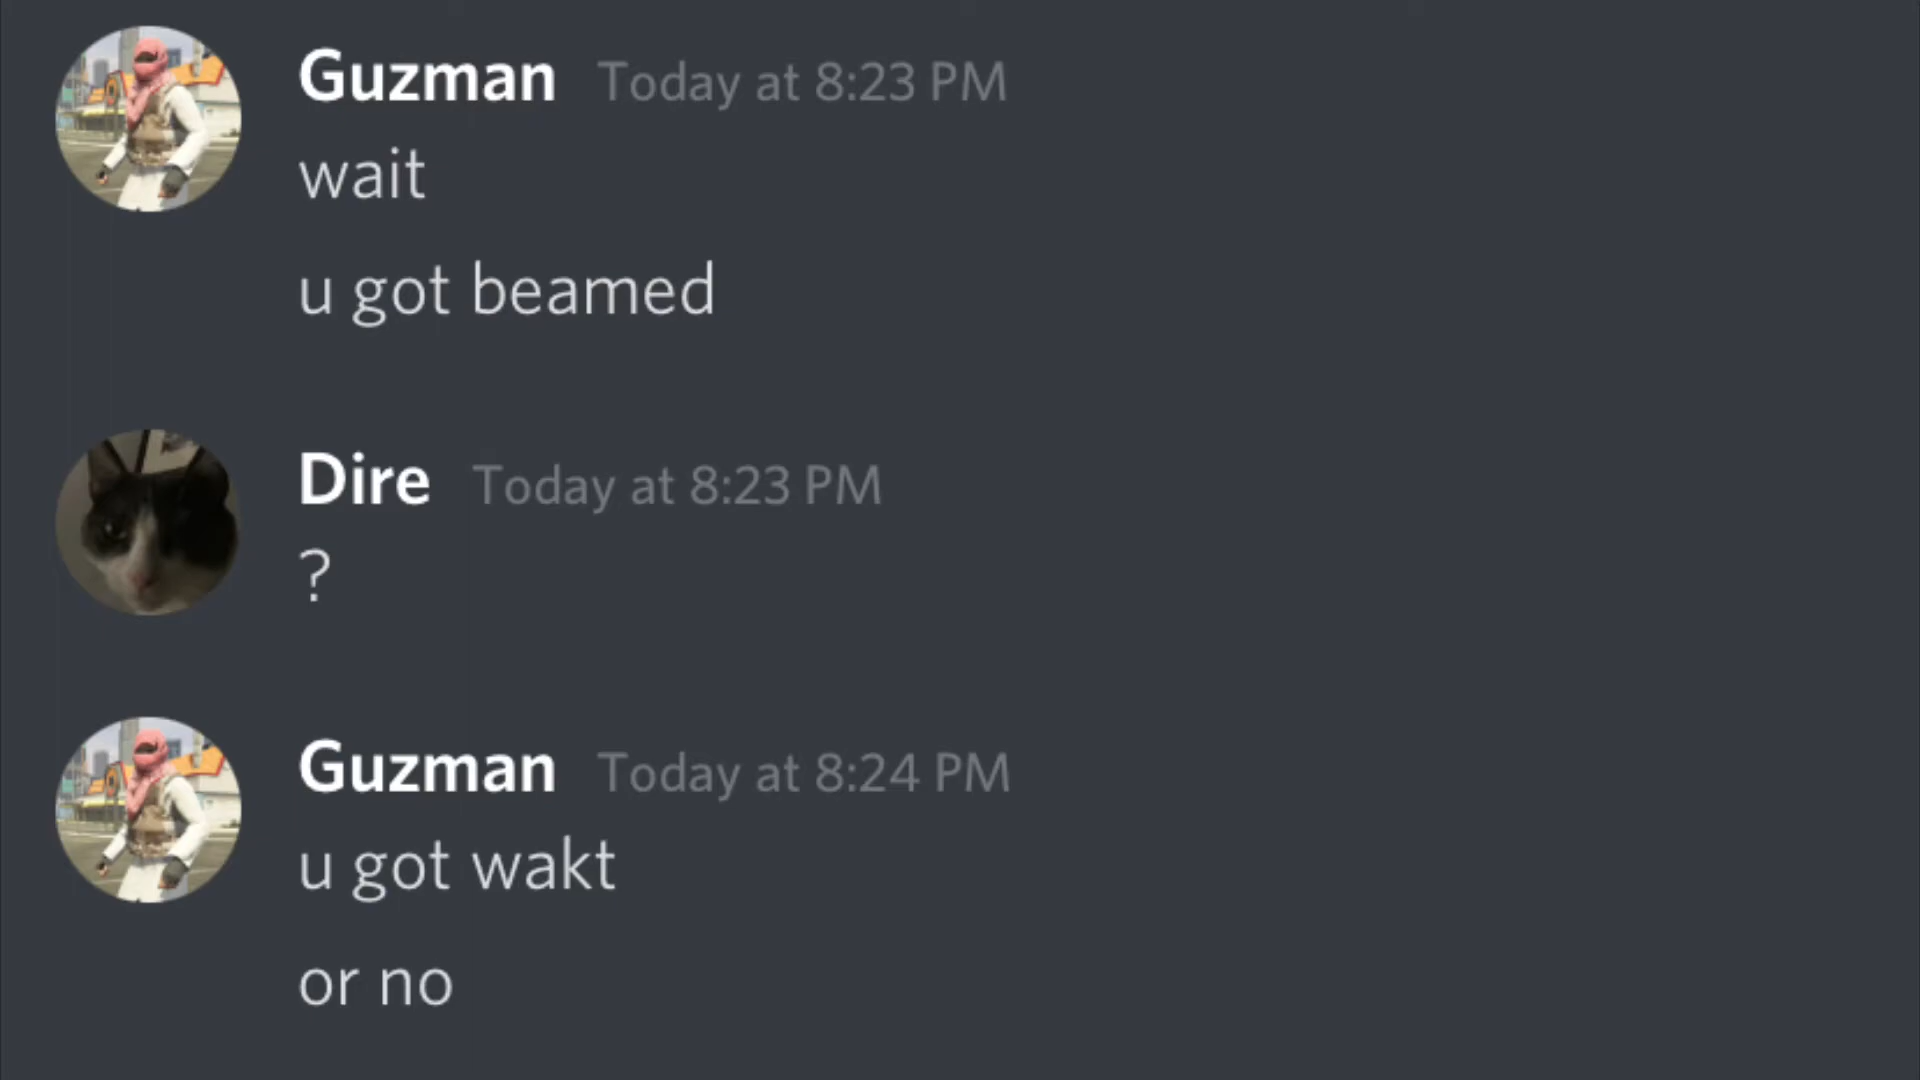 Guzman Today at 8:23 PM
wait
u got beamed
Dire Today at 8:23 PM
?
Guzman Today at 8:24 PM
u got wakt
or no